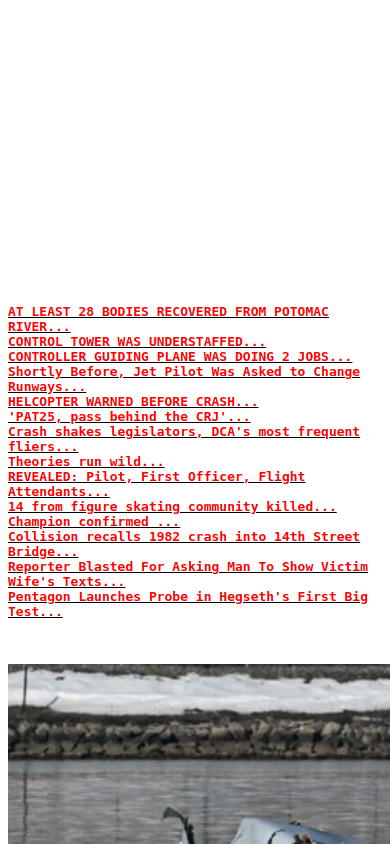 AT LEAST 28 BODIES RECOVERED FROM POTOMAC
RIVER...
CONTROL TOWER WAS UNDERSTAFFED...
CONTROLLER GUIDING PLANE WAS DOING 2 JOBS...
Shortly Before, Jet Pilot Was Asked to Change
Runways...
HELCOPTER WARNED BEFORE CRASH...
'PAT25, pass behind the CRJ'...
Crash shakes legislators, DCA's most frequent
fliers...
Theories run wild...
REVEALED: Pilot, First Officer, Flight
Attendants...
14 from figure skating community killed...
Champion confirmed ...
Collision recalls 1982 crash into 14th Street
Bridge...
Reporter Blasted For Asking Man To Show Victim
Wife's Texts...
Pentagon Launches Probe in Hegseth's First Big
Test...